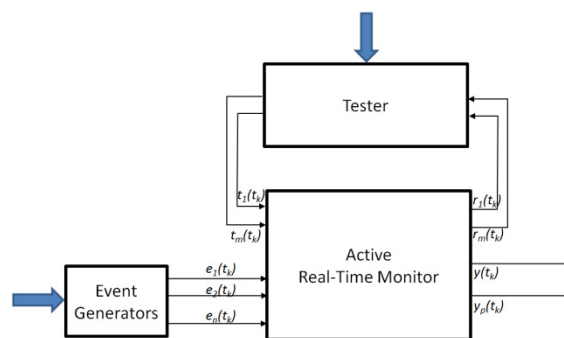 Tester
t1(tk)
r1(tk)
tm(tk)
rm(tk)
Active
Real-Time Monitor
e1(tk)
y(tk)
Event
Generators
e2(tk)
yp(tk)
en(tk)